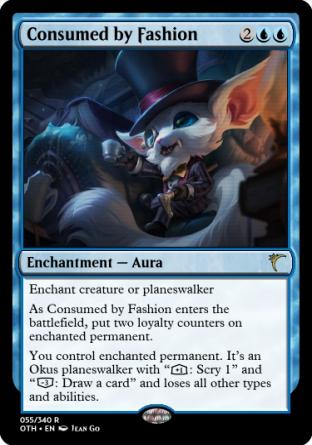 Consumed by Fashion 2UU
Enchantment — Aura
Enchant creature or planeswalker
As Consumed by Fashion enters the
battlefield, put two loyalty counters on
enchanted permanent.
You control enchanted permanent. It's an
Okus planeswalker with “+1: Scry 1” and
“-3: Draw a card” and loses all other types
and abilities.
055/340 R
OTH • EN Jean Go